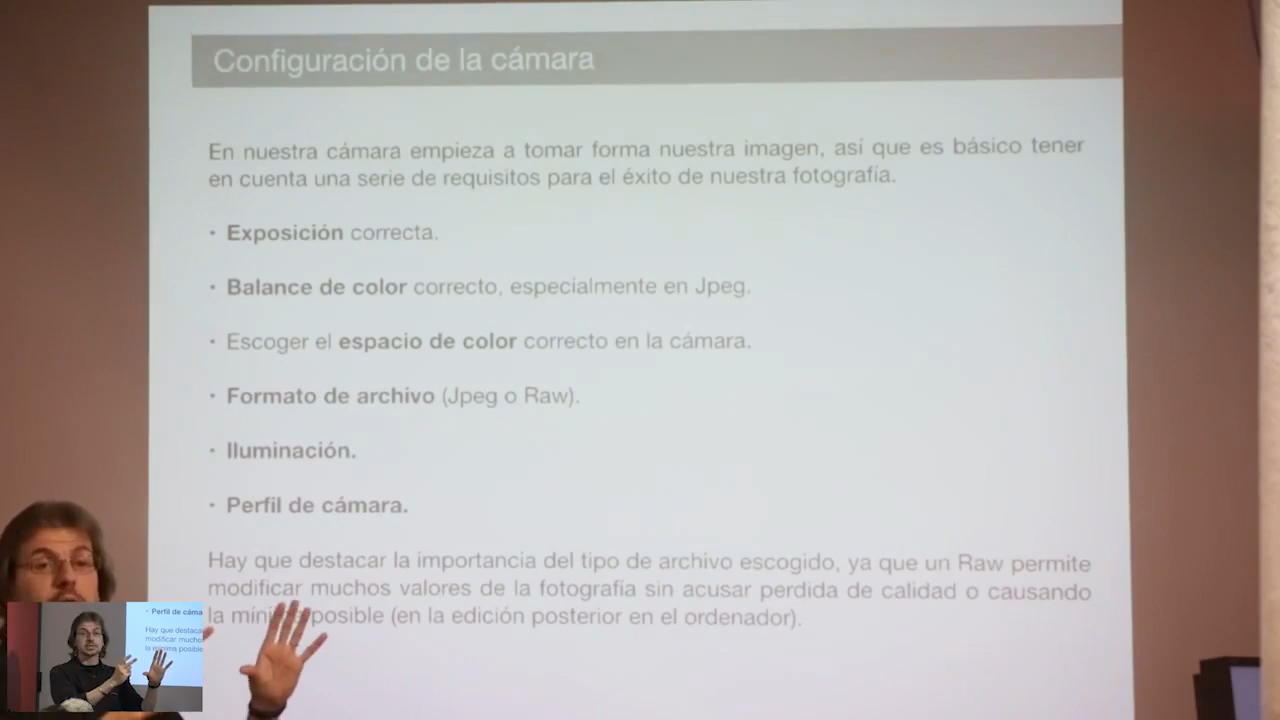 Configuración de la cámara
En nuestra cámara empieza a tomar forma nuestra imagen, así que es básico tener
en cuenta una serie de requisitos para el éxito de nuestra fotografía.
• Exposición correcta.
• Balance de color correcto, especialmente en Jpeg.
• Escoger el espacio de color correcto en la cámara.
• Formato de archivo (Jpeg o Raw).
• Iluminación.
• Perfil de cámara.
Hay que destacar la importancia del tipo de archivo escogido, ya que un Raw permite
modificar muchos valores de la fotografía sin acusar perdida de calidad o causando
la mínima posible (en la edición posterior en el ordenador).
• Perfil de cáma
Hay que destaca
modificar mucho
la mínima posible